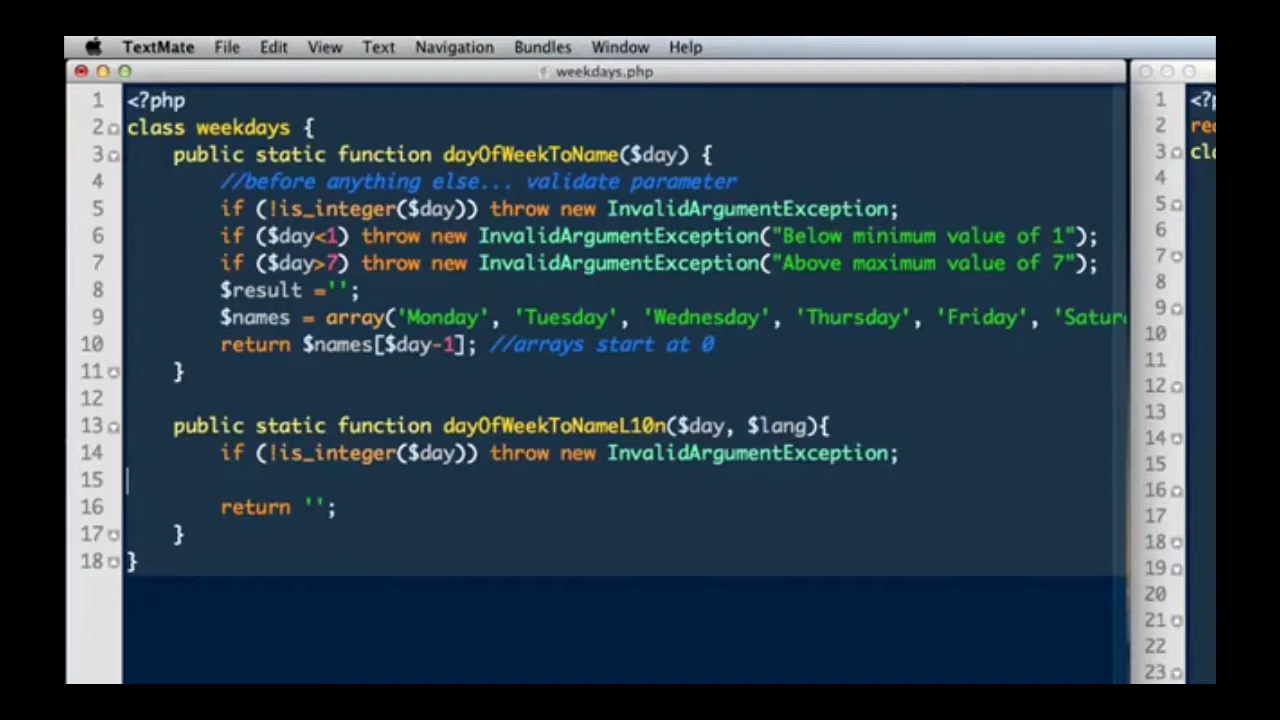 TextMate File Edit View Text Navigation Bundles Window Help
weekdays.php
1 <?php
2 class weekdays {
3 public static function dayOfWeekToName($day) {
4 //before anything else... validate parameter
5 if (!is_integer($day)) throw new InvalidArgumentException;
6 if ($day<1) throw new InvalidArgumentException("Below minimum value of 1");
7 if ($day>7) throw new InvalidArgumentException("Above maximum value of 7");
8 $result ='';
9 $names = array('Monday', 'Tuesday', 'Wednesday', 'Thursday', 'Friday', 'Satur
10 return $names[$day-1]; //arrays start at 0
11 }
12
13 public static function dayOfWeekToNameL10n($day, $lang){
14 if (!is_integer($day)) throw new InvalidArgumentException;
15
16 return '';
17 }
18 }
1 <?p
2 rec
3 cl
4
5
6
7
8
9
10
11
12
13
14
15
16
17
18
19
20
21
22
23